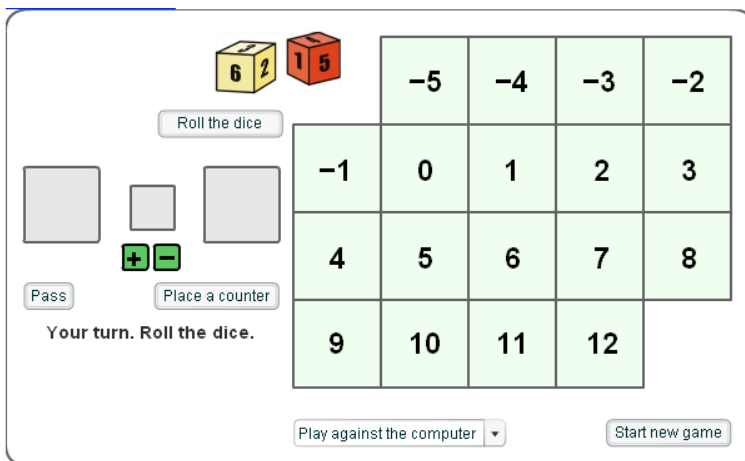 3 4
6 2 1 5
Roll the dice
−5 −4 −3 −2
−1 0 1 2 3
4 5 6 7 8
9 10 11 12
+ −
Pass Place a counter
Your turn. Roll the dice.
Play against the computer
Start new game